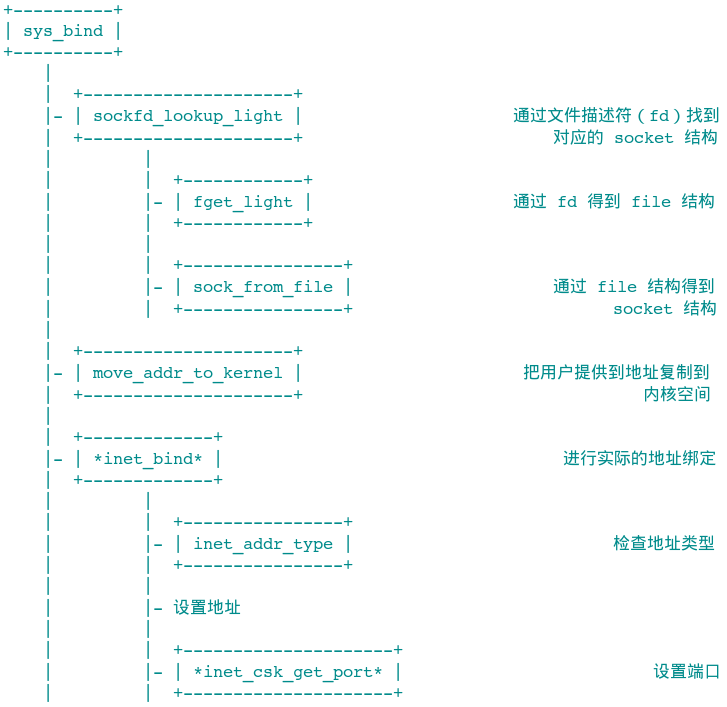 sys_bind
sockfd_lookup_light 通过文件描述符(fd)找到
对应的 socket 结构
fget_light 通过 fd 得到 file 结构
sock_from_file 通过 file 结构得到
socket 结构
move_addr_to_kernel 把用户提供到地址复制到
内核空间
*inet_bind* 进行实际的地址绑定
inet_addr_type 检查地址类型
设置地址
*inet_csk_get_port* 设置端口